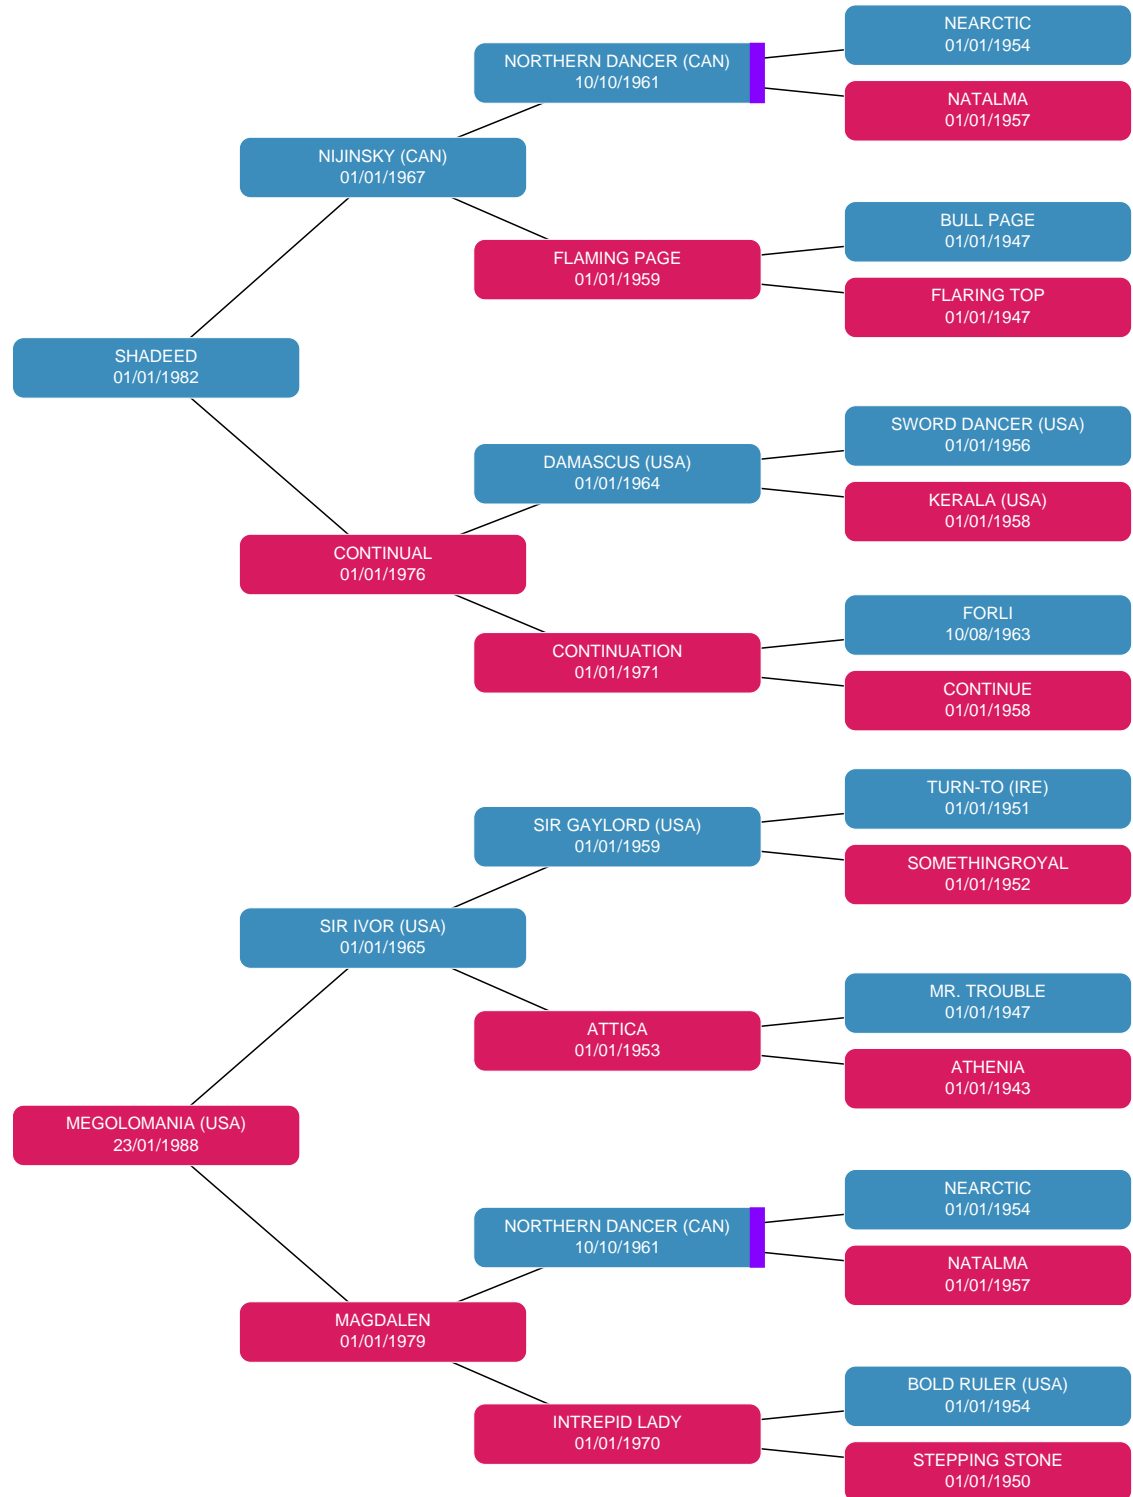 NEARCTIC
01/01/1954
NORTHERN DANCER (CAN)
10/10/1961
NATALMA
01/01/1957
NIJINSKY (CAN)
01/01/1967
BULL PAGE
01/01/1947
FLAMING PAGE
01/01/1959
FLARING TOP
01/01/1947
SHADEED
01/01/1982
SWORD DANCER (USA)
01/01/1956
DAMASCUS (USA)
01/01/1964
KERALA (USA)
01/01/1958
CONTINUAL
01/01/1976
FORLI
10/08/1963
CONTINUATION
01/01/1971
CONTINUE
01/01/1958
TURN-TO (IRE)
01/01/1951
SIR GAYLORD (USA)
01/01/1959
SOMETHINGROYAL
01/01/1952
SIR IVOR (USA)
01/01/1965
MR. TROUBLE
01/01/1947
ATTICA
01/01/1953
ATHENIA
01/01/1943
MEGOLOMANIA (USA)
23/01/1988
NEARCTIC
01/01/1954
NORTHERN DANCER (CAN)
10/10/1961
NATALMA
01/01/1957
MAGDALEN
01/01/1979
BOLD RULER (USA)
01/01/1954
INTREPID LADY
01/01/1970
STEPPING STONE
01/01/1950